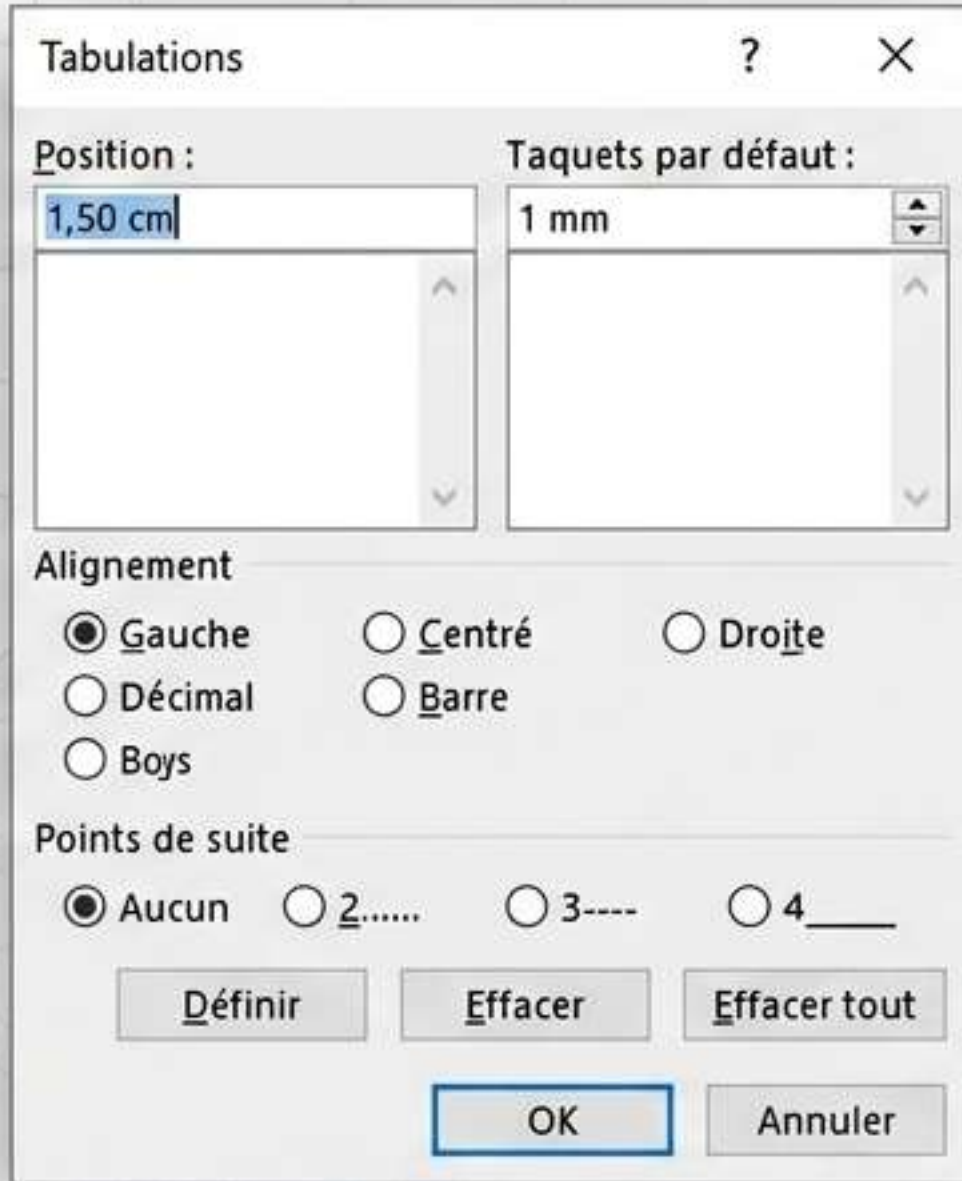 Tabulations ?
Position : Taquets par défaut :
1,50 cm 1 mm
Alignement
Gauche Centré Droite
Décimal Barre
Boys
Points de suite
Aucun 2...... 3---- 4____
Définir Effacer Effacer tout
OK Annuler